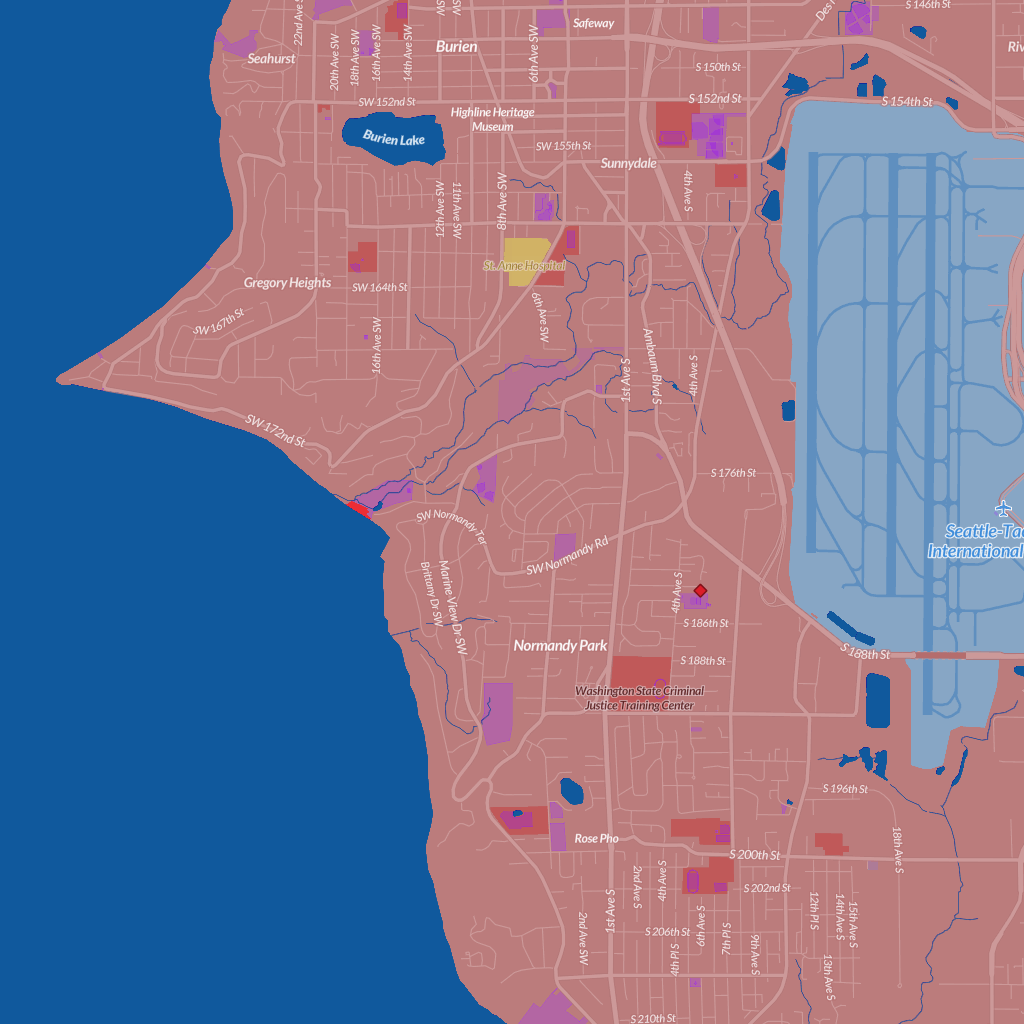 S 146th St
Des
22nd Ave S
SW
SW
Safeway
Riv
Seahurst
20th Ave SW
18th Ave SW
16th Ave SW
14th Ave SW
Burien
6th Ave SW
S 150th St
SW 152nd St
S 152nd St
S 154th St
Highline Heritage
Museum
Burien Lake
SW 155th St
Sunnydale
4th Ave S
12th Ave SW
11th Ave SW
8th Ave SW
St. Anne Hospital
Gregory Heights
SW 164th St
6th Ave SW
SW 167th St
16th Ave SW
1st Ave S
Ambaum Blvd S
4th Ave S
SW 172nd St
S 176th St
SW Normandy Ter
SW Normandy Rd
Seattle-Tac
International
Brittany Dr SW
Marine View Dr SW
4th Ave S
S 186th St
Normandy Park
S 188th St
S 188th St
Washington State Criminal
Justice Training Center
S 196th St
Rose Pho
S 200th St
18th Ave S
2nd Ave S
4th Ave S
S 202nd St
1st Ave S
2nd Ave SW
S 206th St
4th Pl S
6th Ave S
7th Pl S
9th Ave S
12th Pl S
14th Ave S
15th Ave S
13th Ave S
S 210th St